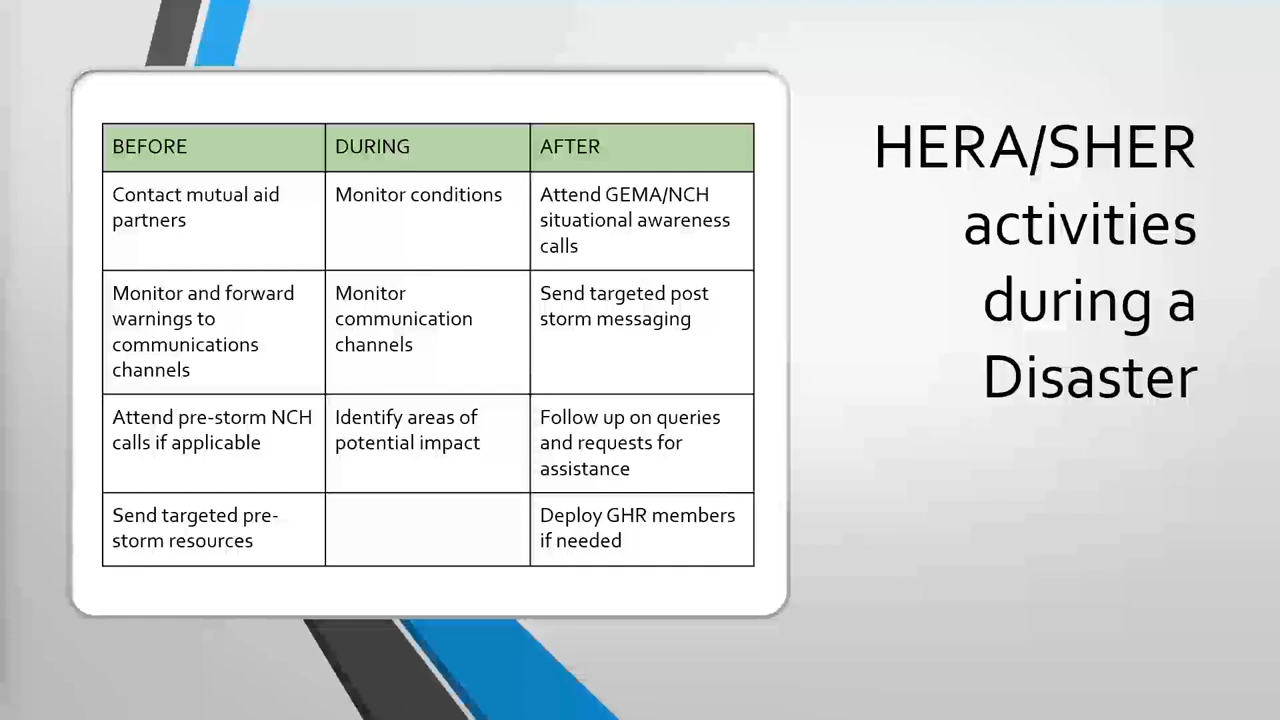 BEFORE
DURING
AFTER
Contact mutual aid
partners
Monitor conditions
Attend GEMA/NCH
situational awareness
calls
Monitor and forward
warnings to
communications
channels
Monitor
communication
channels
Send targeted post
storm messaging
Attend pre-storm NCH
calls if applicable
Identify areas of
potential impact
Follow up on queries
and requests for
assistance
Send targeted pre-
storm resources
Deploy GHR members
if needed
HERA/SHER
activities
during a
Disaster